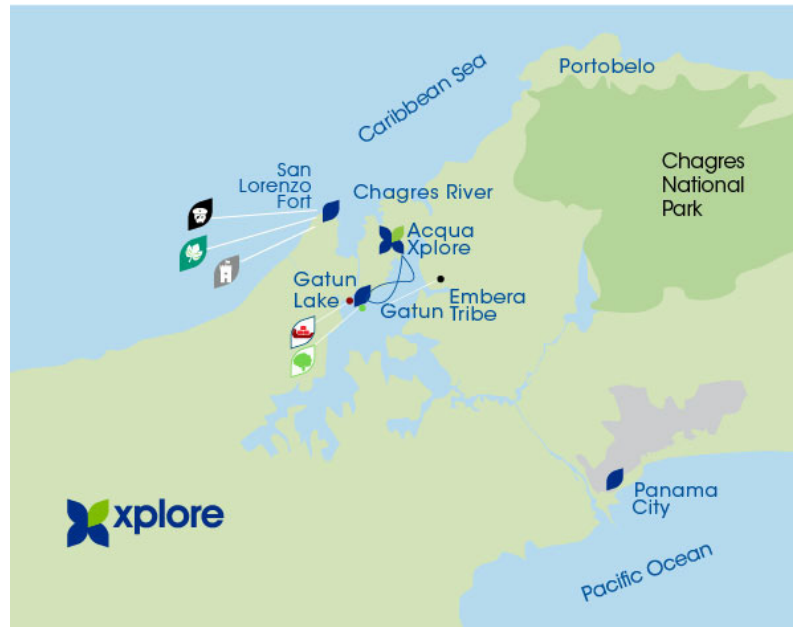 Caribbean Sea
Portobelo
Chagres
National
Park
San
Lorenzo
Fort
Chagres River
Acqua
Xplore
Gatun
Lake
Gatun
Embera
Tribe
Panama
City
xplore
Pacific Ocean